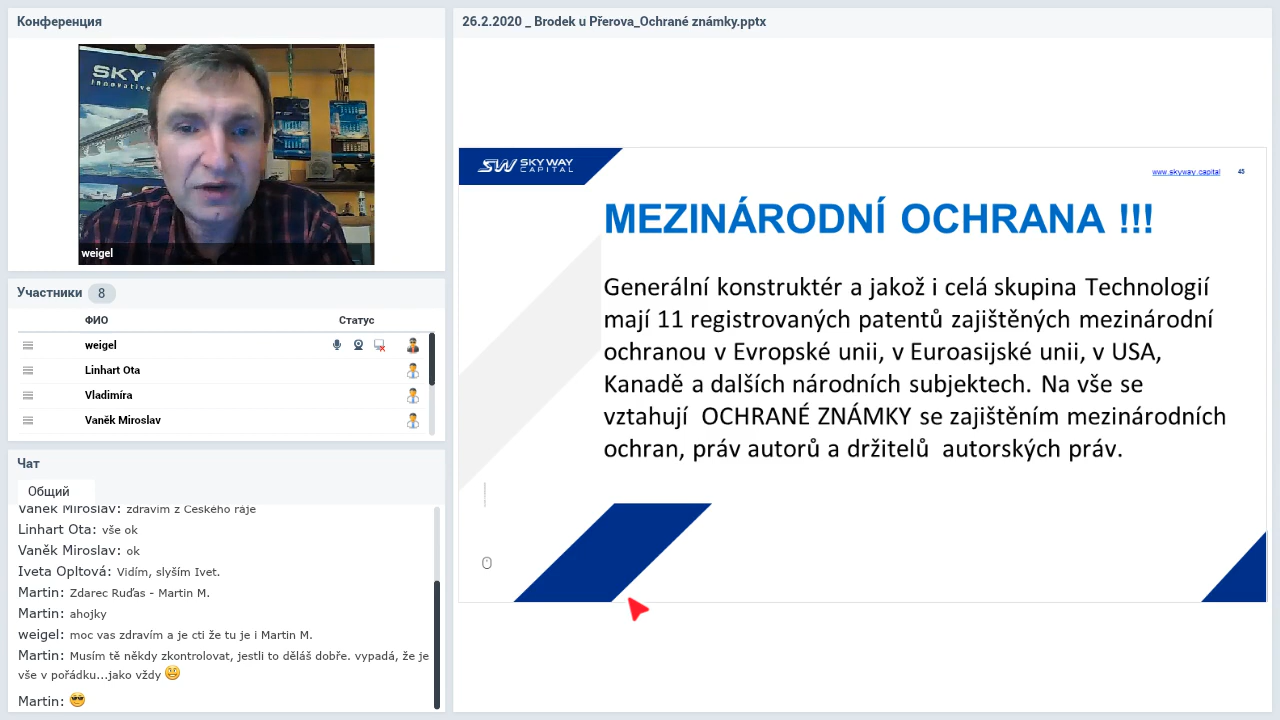 Конференция
SKY W
Innovative
weigel
Участники 8
ФИО Статус
weigel
Linhart Ota
Vladimíra
Vaněk Miroslav
Чат
Общий
Vaněk Miroslav: zdravím z Českého ráje
Linhart Ota: vše ok
Vaněk Miroslav: ok
Iveta Opltová: Vidím, slyším Ivet.
Martin: Zdarec Ruďas - Martin M.
Martin: ahojky
weigel: moc vas zdravím a je cti že tu je i Martin M.
Martin: Musím tě někdy zkontrolovat, jestli to děláš dobře. vypadá, že je
vše v pořádku...jako vždy
Martin:
26.2.2020 _ Brodek u Přerova_Ochrané známky.pptx
SW SKY WAY
CAPITAL
www.skyway.capital 45
MEZINÁRODNÍ OCHRANA !!!
Generální konstruktér a jakož i celá skupina Technologií
mají 11 registrovaných patentů zajištěných mezinárodní
ochranou v Evropské unii, v Euroasijské unii, v USA,
Kanadě a dalších národních subjektech. Na vše se
vztahují OCHRANÉ ZNÁMKY se zajištěním mezinárodních
ochran, práv autorů a držitelů autorských práv.